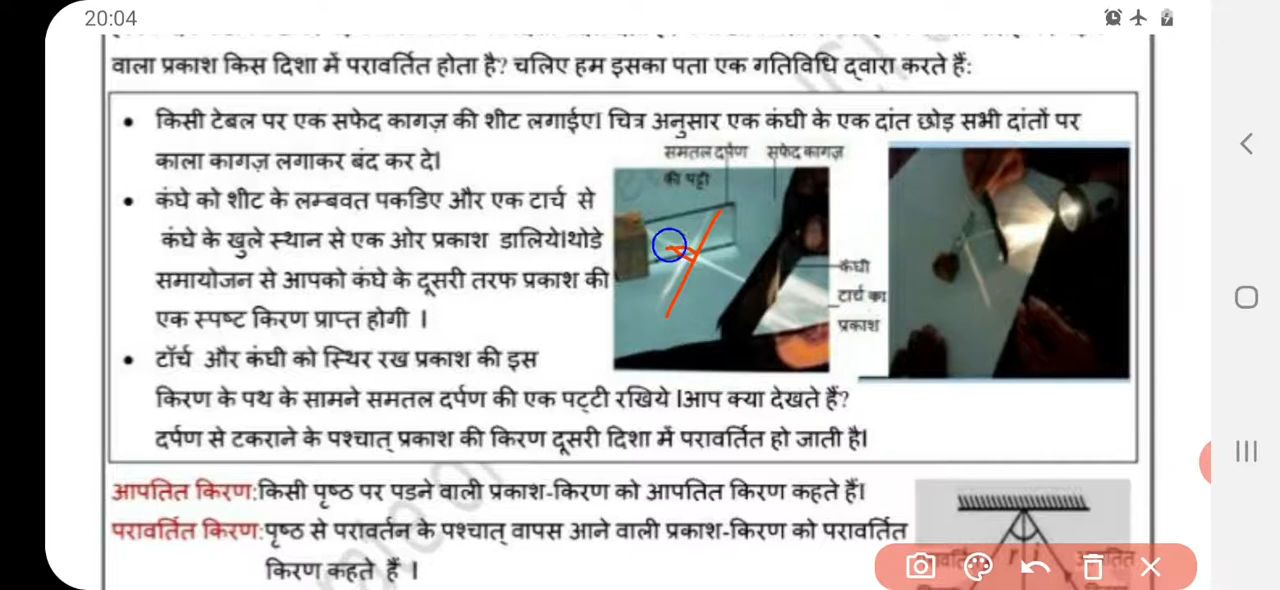 20:04
वाला प्रकाश किस दिशा में परावर्तित होता है? चलिए हम इसका पता एक गतिविधि द्वारा करते हैं:
• किसी टेबल पर एक सफेद कागज़ की शीट लगाईए। चित्र अनुसार एक कंघी के एक दांत छोड़ सभी दांतों पर
काला कागज़ लगाकर बंद कर दे।
समतल दर्पण
की पट्टी
सफेद कागज़
• कंघे को शीट के लम्बवत पकडिए और एक टार्च से
कंघे के खुले स्थान से एक ओर प्रकाश डालिये।थोडे
समायोजन से आपको कंघे के दूसरी तरफ प्रकाश की
एक स्पष्ट किरण प्राप्त होगी ।
कंघी
टार्च का
प्रकाश
• टॉर्च और कंघी को स्थिर रख प्रकाश की इस
किरण के पथ के सामने समतल दर्पण की एक पट्टी रखिये ।आप क्या देखते हैं?
दर्पण से टकराने के पश्चात् प्रकाश की किरण दूसरी दिशा में परावर्तित हो जाती है।
आपतित किरण:किसी पृष्ठ पर पडने वाली प्रकाश-किरण को आपतित किरण कहते हैं।
परावर्तित किरण:पृष्ठ से परावर्तन के पश्चात् वापस आने वाली प्रकाश-किरण को परावर्तित
किरण कहते हैं ।
r i